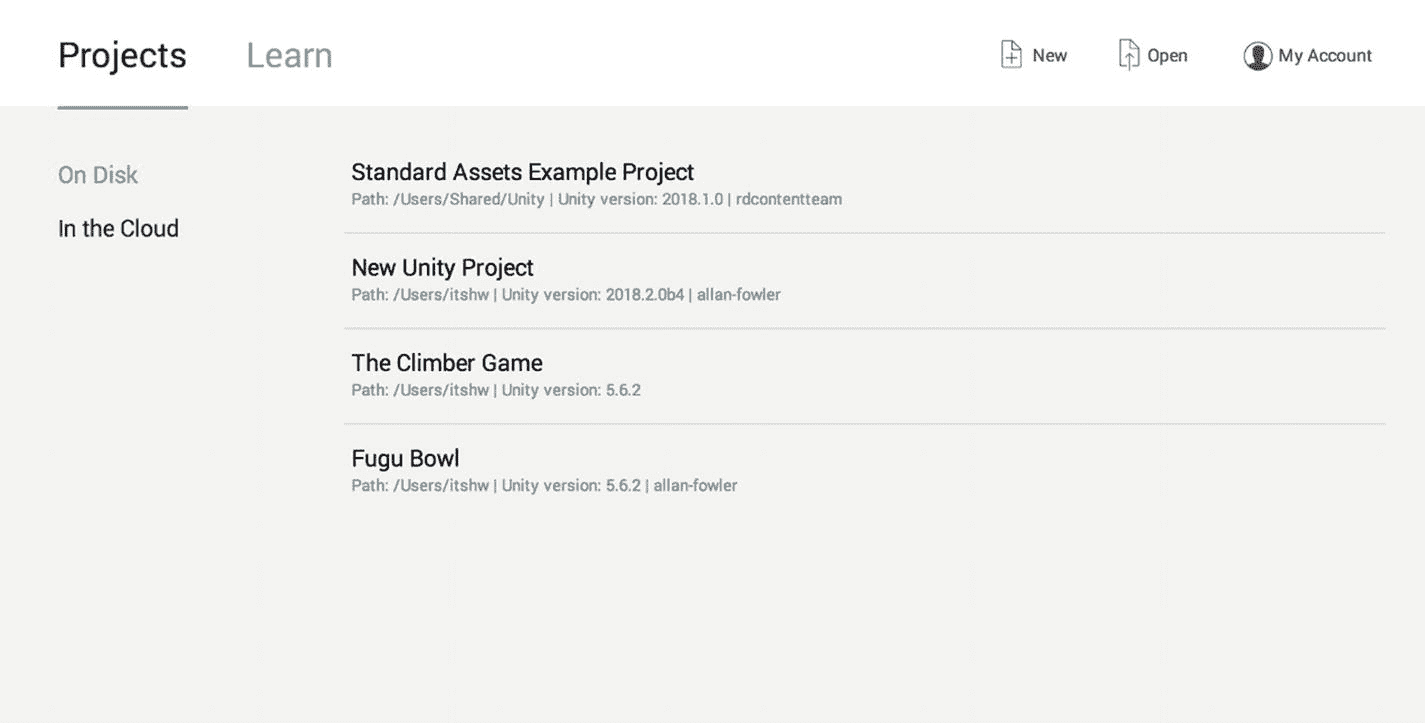 Projects Learn New Open My Account
On Disk
In the Cloud
Standard Assets Example Project
Path: /Users/Shared/Unity | Unity version: 2018.1.0 | rdcontentteam
New Unity Project
Path: /Users/itshw | Unity version: 2018.2.0b4 | allan-fowler
The Climber Game
Path: /Users/itshw | Unity version: 5.6.2
Fugu Bowl
Path: /Users/itshw | Unity version: 5.6.2 | allan-fowler